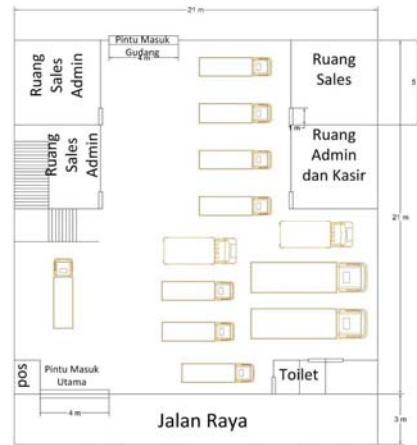 21 m
Pintu Masuk
Gudang
4 m
Ruang
Sales
Admin
Ruang
Sales
5
Ruang
Sales
Admin
1 m
Ruang
Admin
dan Kasir
21 m
pos
Pintu Masuk
Utama
Toilet
4 m
Jalan Raya
3 m